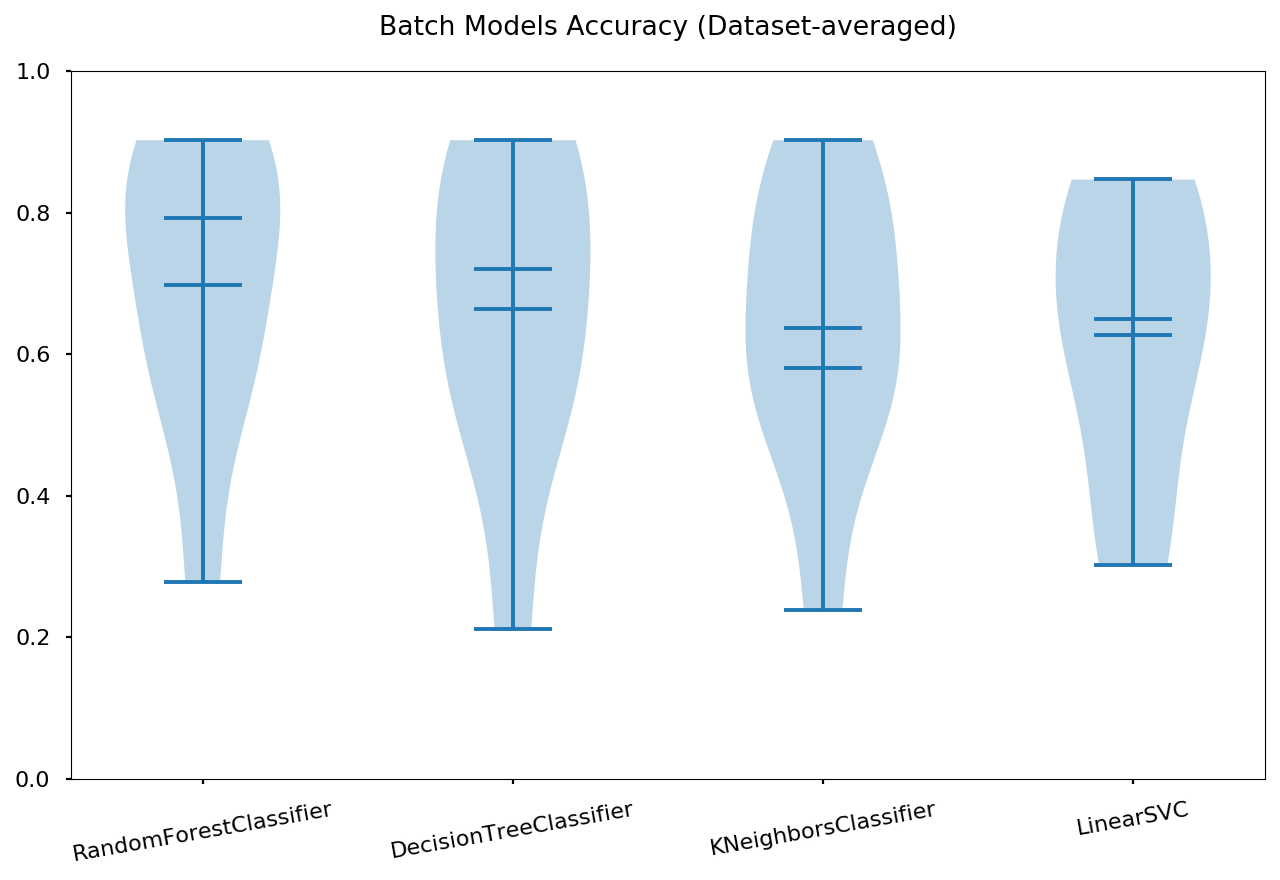 Batch Models Accuracy (Dataset-averaged)
1.0
0.8
0.6
0.4
0.2
0.0
RandomForestClassifier
DecisionTreeClassifier
KNeighborsClassifier
LinearSVC